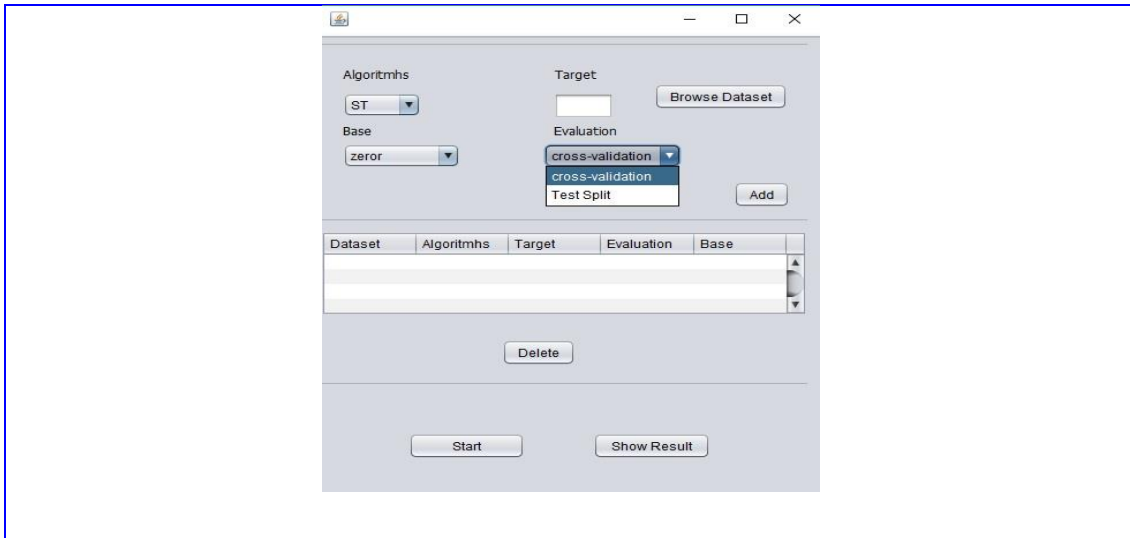 Algoritmhs
Target
Browse Dataset
ST
Base
Evaluation
zeror
cross-validation
cross-validation
Test Split
Add
Dataset Algoritmhs Target Evaluation Base
Delete
Start
Show Result